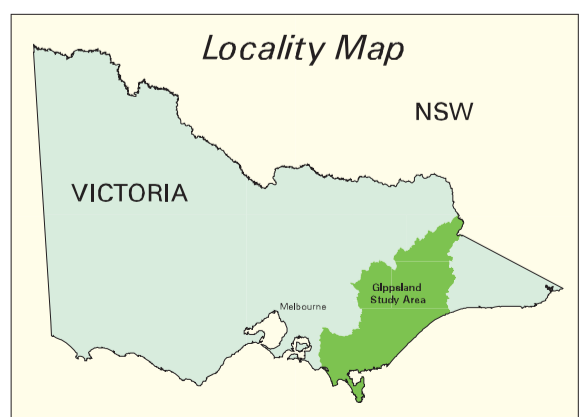 Locality Map
NSW
VICTORIA
Gippsland
Study Area
Melbourne